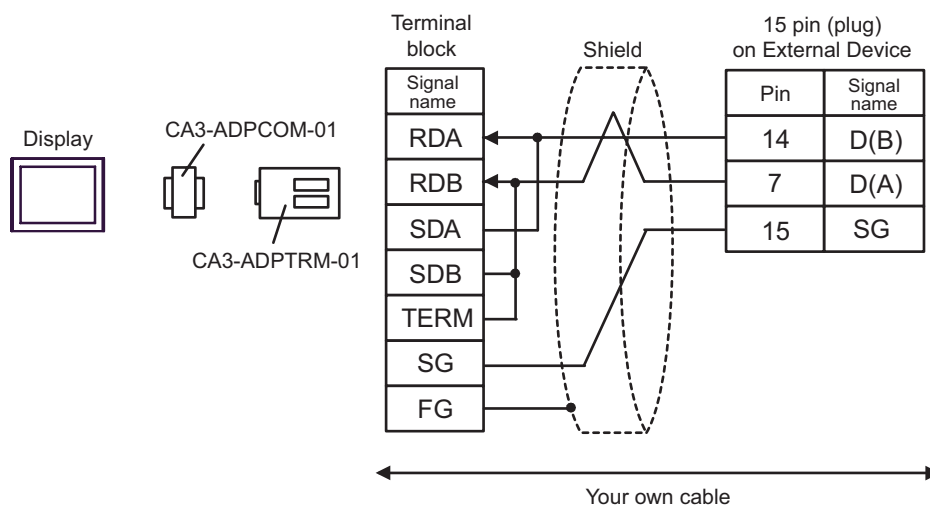 Terminal
block
Shield
15 pin (plug)
on External Device
Display
CA3-ADPCOM-01
CA3-ADPTRM-01
Signal
name
RDA
RDB
SDA
SDB
TERM
SG
FG
Pin
Signal
name
14
D(B)
7
D(A)
15
SG
Your own cable